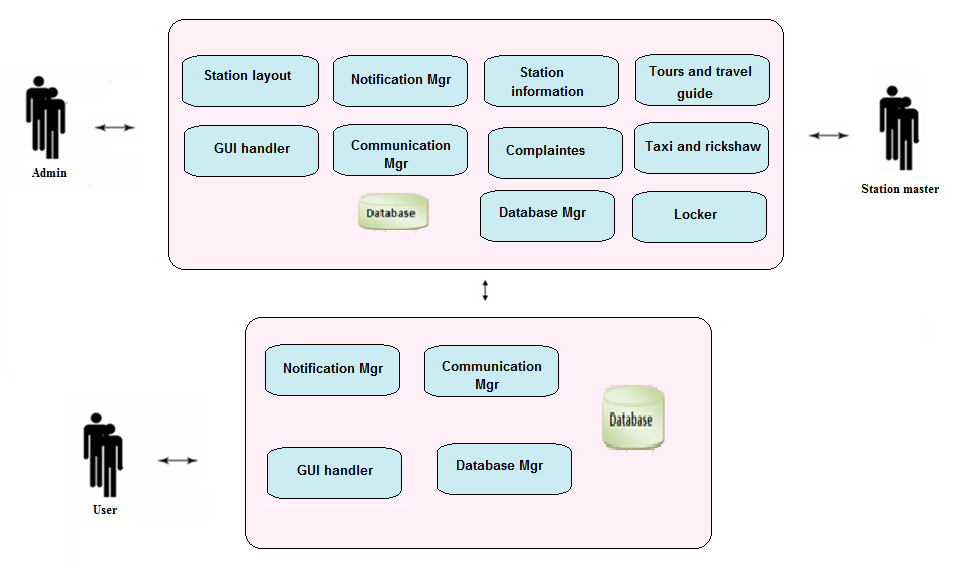 Station layout
Notification Mgr
Station
information
Tours and travel
guide
GUI handler
Communication
Mgr
Complaintes
Taxi and rickshaw
Database
Database Mgr
Locker
Admin
Station master
Notification Mgr
Communication
Mgr
Database
GUI handler
Database Mgr
User